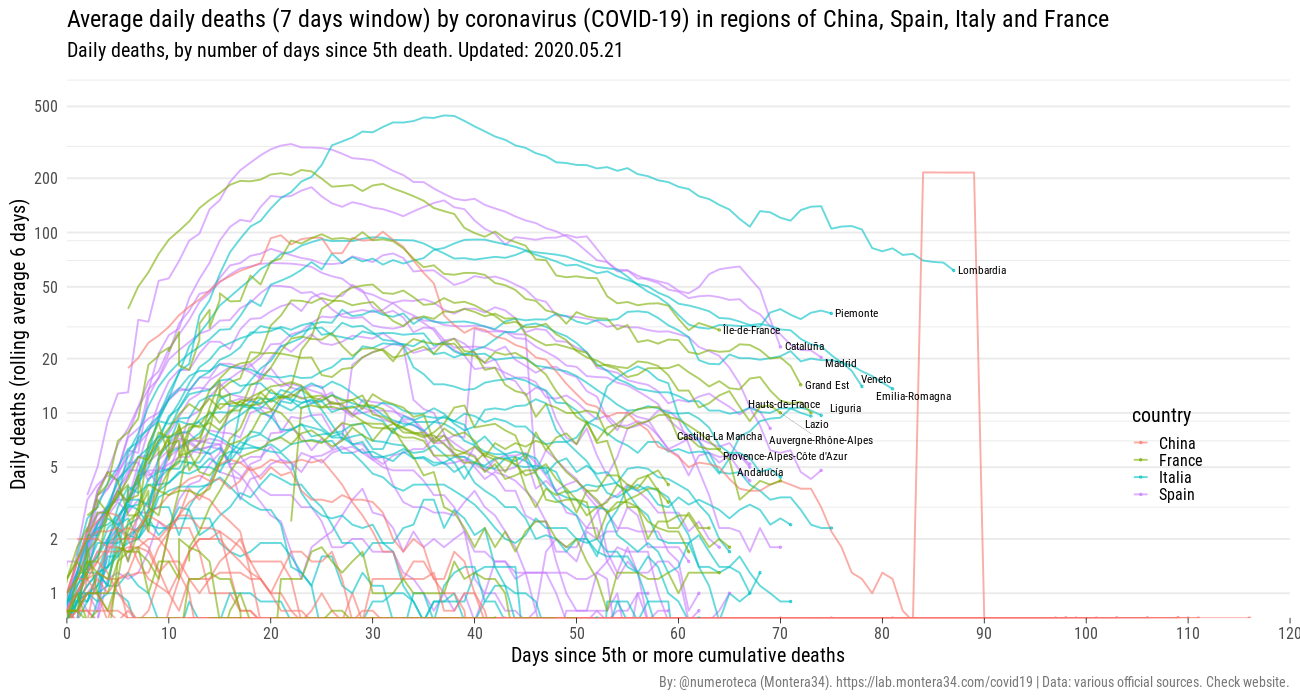 Average daily deaths (7 days window) by coronavirus (COVID-19) in regions of China, Spain, Italy and France
Daily deaths, by number of days since 5th death. Updated: 2020.05.21
Daily deaths (rolling average 6 days)
500
200
100
50
20
10
5
2
1
Lombardia
Piemonte
Île-de-France
Cataluña
Madrid
Grand Est
Veneto
Emilia-Romagna
Hauts-de-France
Liguria
Lazio
Castilla-La Mancha
Auvergne-Rhône-Alpes
Provence-Alpes-Côte d'Azur
Andalucía
country
China
France
Italia
Spain
0 10 20 30 40 50 60 70 80 90 100 110 120
Days since 5th or more cumulative deaths
By: @numeroteca (Montera34). https://lab.montera34.com/covid19 | Data: various official sources. Check website.